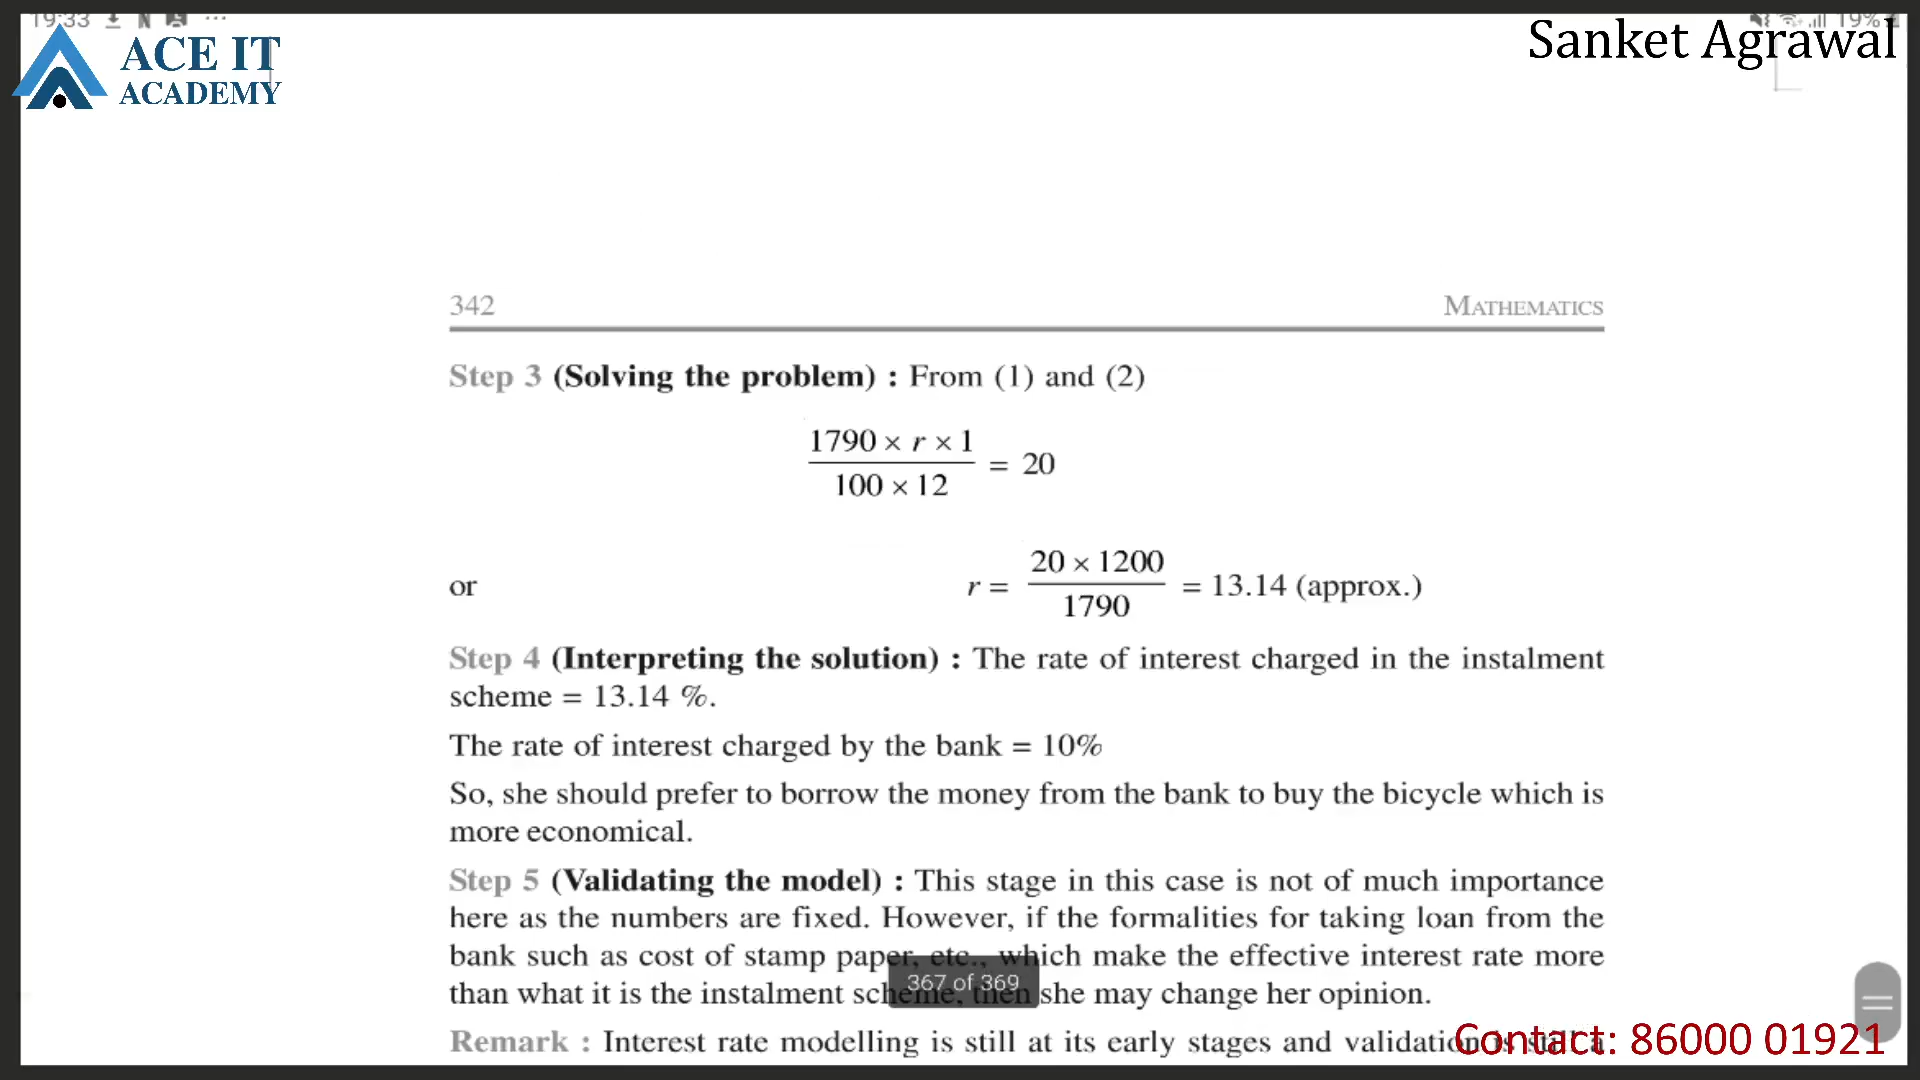 19:33
19%
ACE IT
ACADEMY
Sanket Agrawal
342 MATHEMATICS
Step 3 (Solving the problem) : From (1) and (2)
1790 × r × 1
100 × 12
= 20
or r = 20 × 1200
1790
= 13.14 (approx.)
Step 4 (Interpreting the solution) : The rate of interest charged in the instalment
scheme = 13.14 %.
The rate of interest charged by the bank = 10%
So, she should prefer to borrow the money from the bank to buy the bicycle which is
more economical.
Step 5 (Validating the model) : This stage in this case is not of much importance
here as the numbers are fixed. However, if the formalities for taking loan from the
bank such as cost of stamp paper, etc., which make the effective interest rate more
than what it is the instalment scheme, then she may change her opinion.
367 of 369
Remark : Interest rate modelling is still at its early stages and validation is still a
Contact: 86000 01921